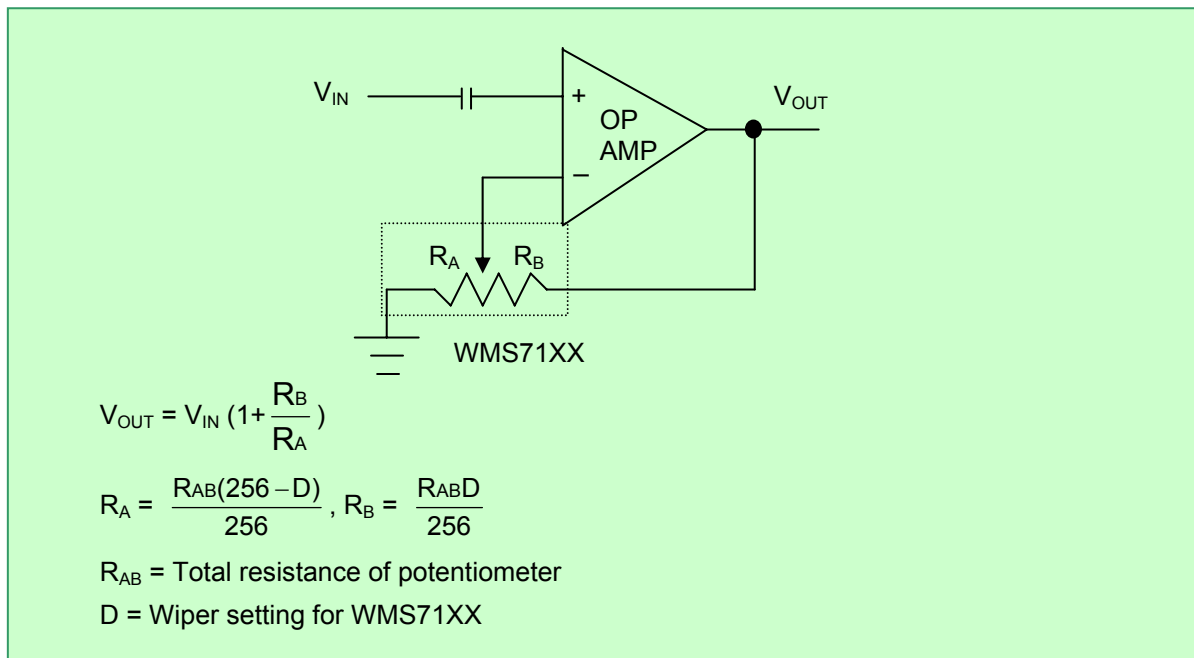 V_IN
+
OP
AMP
−
V_OUT
R_A R_B
WMS71XX
V_OUT = V_IN (1+ R_B / R_A )
R_A = R_AB(256 – D) / 256 , R_B = R_ABD / 256
R_AB = Total resistance of potentiometer
D = Wiper setting for WMS71XX